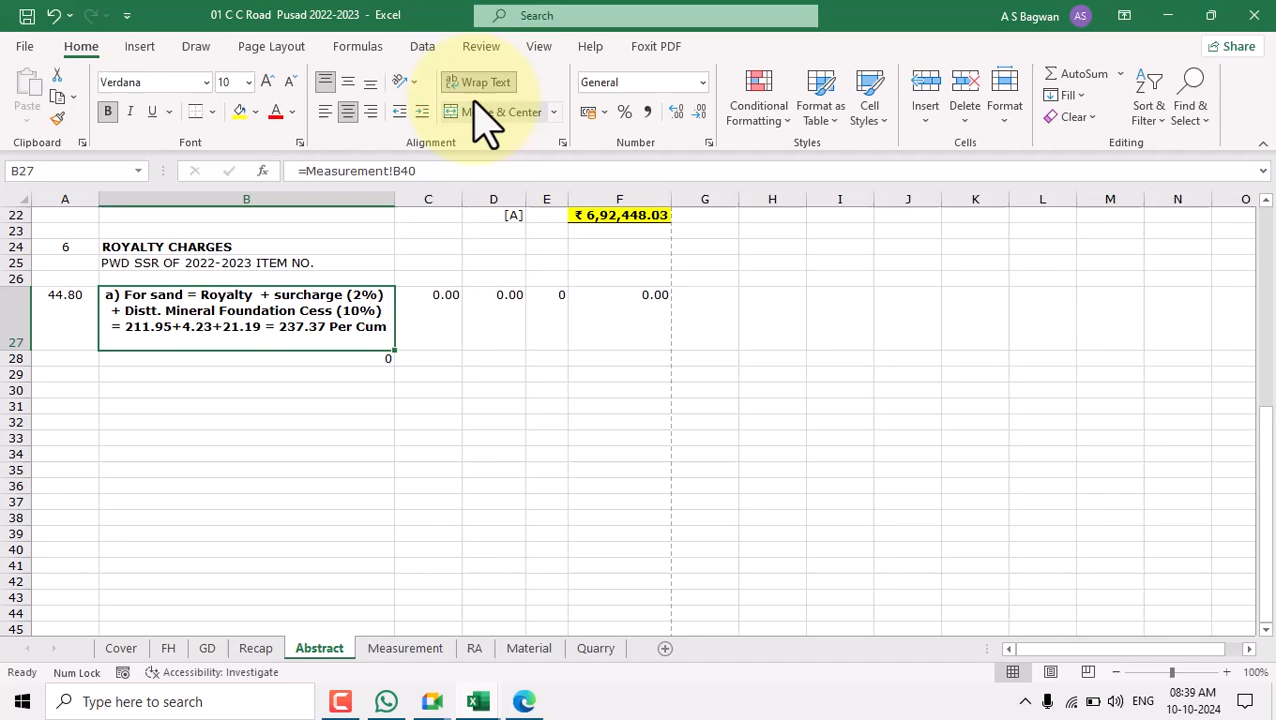 01 C C Road Pusad 2022-2023 - Excel
Search
A S Bagwan AS
File Home Insert Draw Page Layout Formulas Data Review View Help Foxit PDF Share
Paste
Verdana 10
B I U
ab Wrap Text
& Center
General
% 
Conditional Formatting
Format as Table
Cell Styles
Insert
Delete
Format
AutoSum
Fill
Clear
Sort & Filter
Find & Select
Clipboard Font Alignment Number Styles Cells Editing
B27 fx =Measurement!B40
A B C D E F G H I J K L M N O
22 [A] ₹ 6,92,448.03
23
24 6 ROYALTY CHARGES
25 PWD SSR OF 2022-2023 ITEM NO.
26
27 44.80 a) For sand = Royalty + surcharge (2%) 0.00 0.00 0 0.00
+ Distt. Mineral Foundation Cess (10%)
= 211.95+4.23+21.19 = 237.37 Per Cum
28 0
29
30
31
32
33
34
35
36
37
38
39
40
41
42
43
44
45
Cover FH GD Recap Abstract Measurement RA Material Quarry
Ready Num Lock Accessibility: Investigate 100%
Type here to search
ENG
10:39 AM
10-10-2024